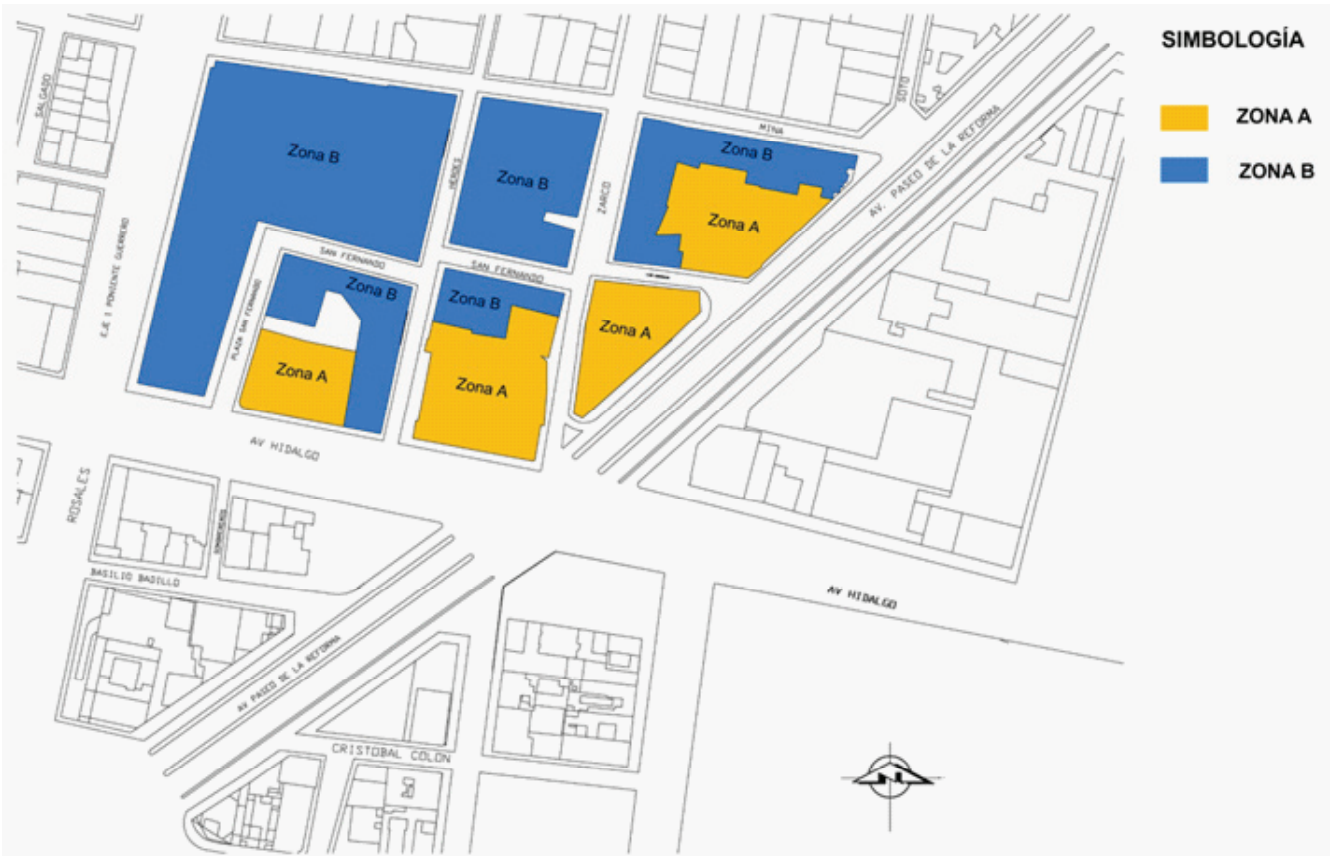 SIMBOLOGÍA
ZONA A
ZONA B
SALGADO
SOTO
MINA
Zona B
Zona B
Zona B
HEROES
ZARCO
AV. PASEO DE LA REFORMA
Zona A
EJE 1 PONIENTE GUERRERO
SAN FERNANDO
SAN FERNANDO
PLAZA SAN FERNANDO
Zona B
Zona B
Zona A
Zona A
Zona A
AV HIDALGO
ROSALES
BASILIO BADILLO
AV HIDALGO
AV PASEO DE LA REFORMA
CRISTOBAL COLON
N